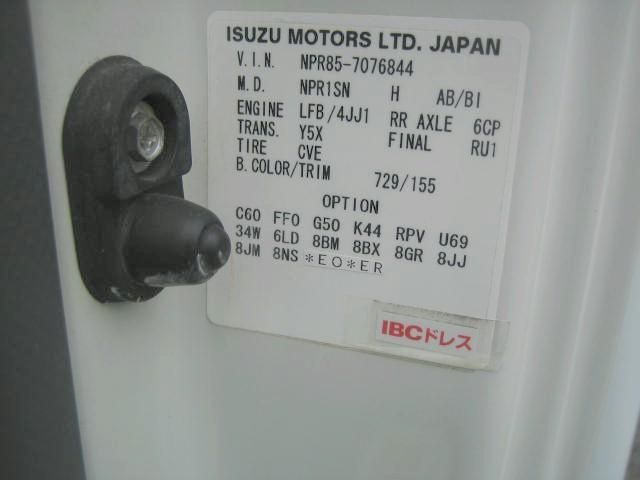 ISUZU MOTORS LTD. JAPAN
V.I.N. NPR85-7076844
M.D. NPR1SN H AB/BI
ENGINE LFB/4JJ1 RR AXLE 6CP
TRANS. Y5X FINAL RU1
TIRE CVE
B.COLOR/TRIM 729/155
OPTION
C60 FF0 G50 K44 RPV U69
34W 6LD 8BM 8BX 8GR 8JJ
8JM 8NS *EO*ER
IBCドレス